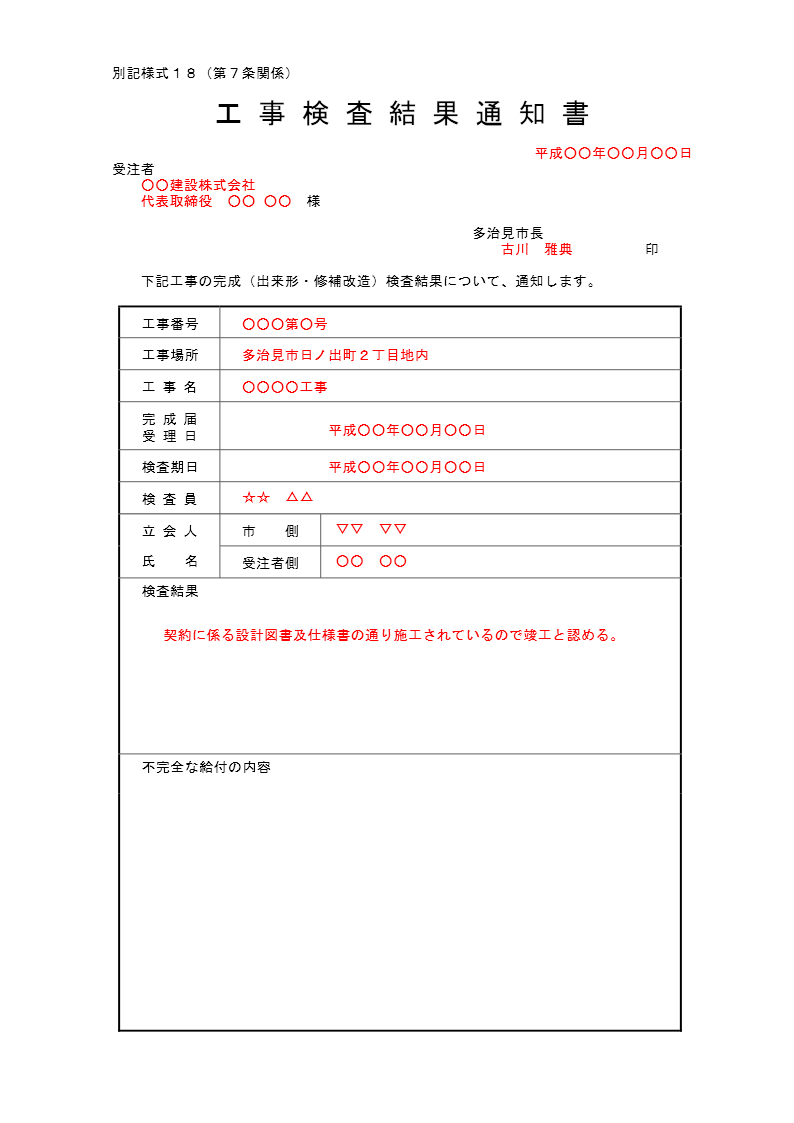 別記様式１８（第７条関係）
工事検査結果通知書
平成〇〇年〇〇月〇〇日
受注者
〇〇建設株式会社
代表取締役　〇〇 〇〇　様
多治見市長
古川　雅典　　　　　印
下記工事の完成（出来形・修補改造）検査結果について、通知します。
工事番号　〇〇〇第〇号
工事場所　多治見市日ノ出町２丁目地内
工 事 名　〇〇〇〇工事
完 成 届
受 理 日　平成〇〇年〇〇月〇〇日
検査期日　平成〇〇年〇〇月〇〇日
検 査 員　☆☆　△△
立 会 人　市　　側　▽▽　▽▽
氏　　名　受注者側　〇〇　〇〇
検査結果
契約に係る設計図書及仕様書の通り施工されているので竣工と認める。
不完全な給付の内容